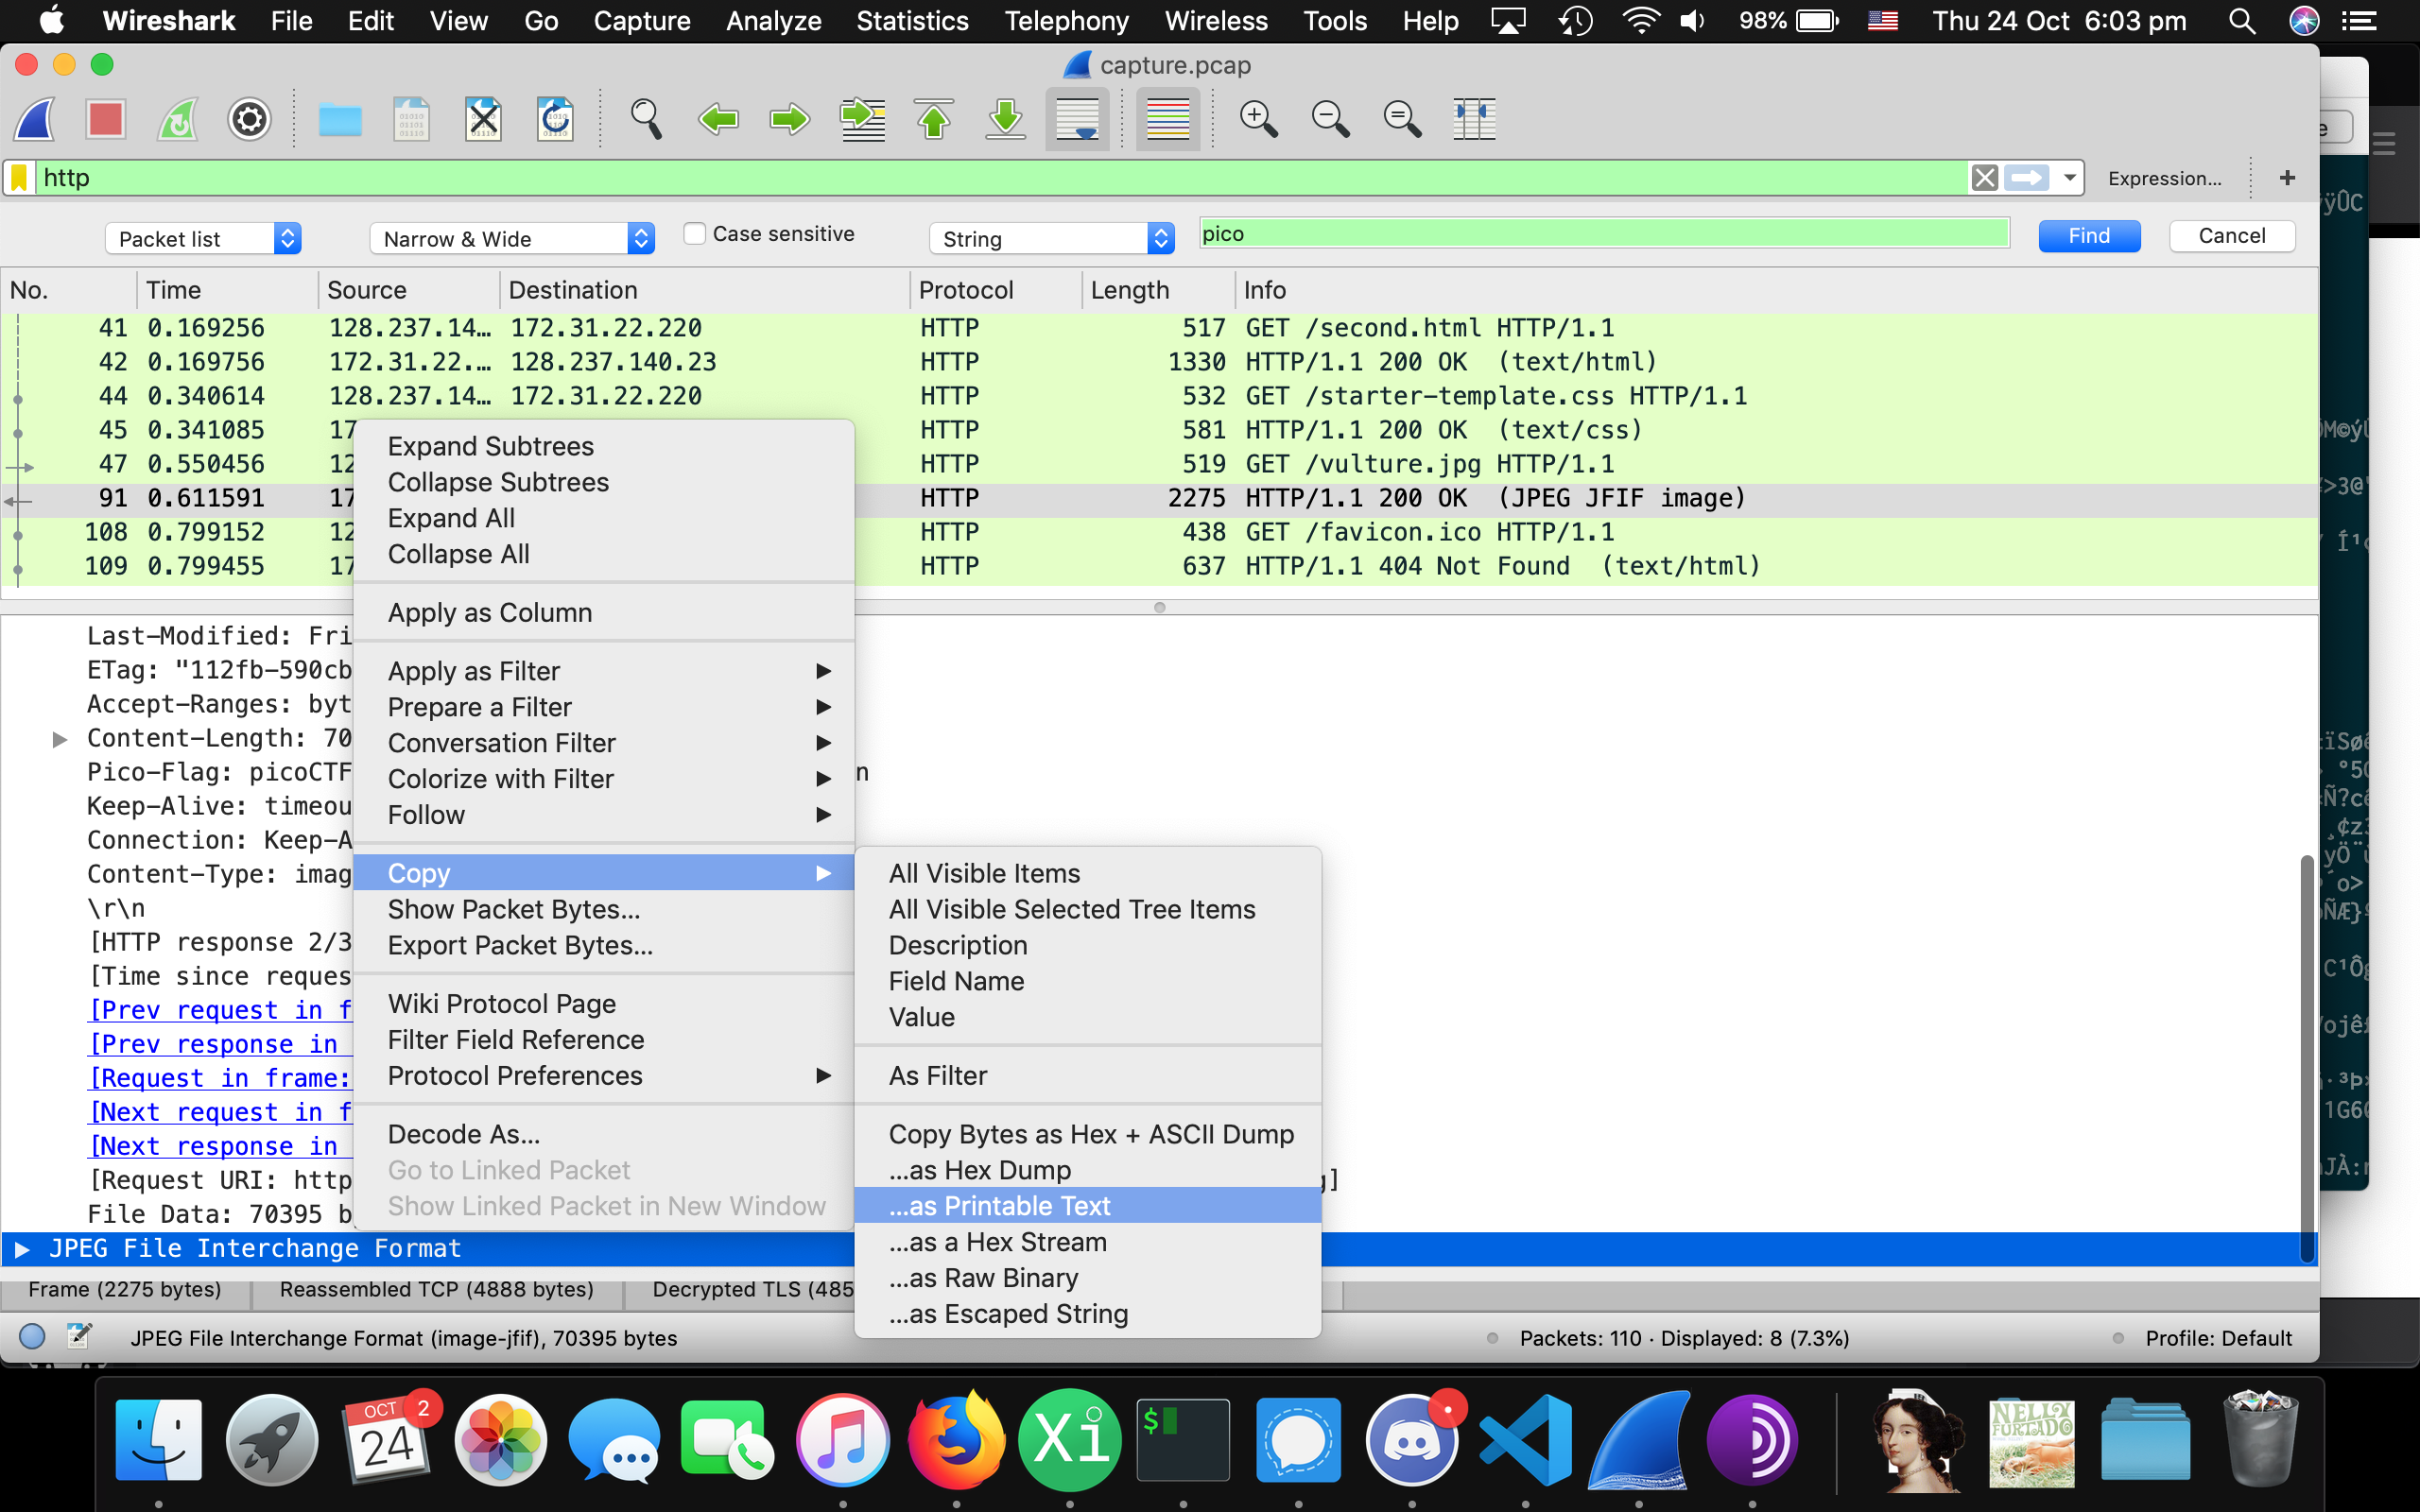 Wireshark File Edit View Go Capture Analyze Statistics Telephony Wireless Tools Help 98% Thu 24 Oct 6:03 pm
capture.pcap
http Expression... +
Packet list Narrow & Wide Case sensitive String pico Find Cancel
No. Time Source Destination Protocol Length Info
41 0.169256 128.237.14… 172.31.22.220 HTTP 517 GET /second.html HTTP/1.1
42 0.169756 172.31.22.… 128.237.140.23 HTTP 1330 HTTP/1.1 200 OK (text/html)
44 0.340614 128.237.14… 172.31.22.220 HTTP 532 GET /starter-template.css HTTP/1.1
45 0.341085 17 HTTP 581 HTTP/1.1 200 OK (text/css)
47 0.550456 12 HTTP 519 GET /vulture.jpg HTTP/1.1
91 0.611591 17 HTTP 2275 HTTP/1.1 200 OK (JPEG JFIF image)
108 0.799152 12 HTTP 438 GET /favicon.ico HTTP/1.1
109 0.799455 17 HTTP 637 HTTP/1.1 404 Not Found (text/html)
Expand Subtrees
Collapse Subtrees
Expand All
Collapse All
Apply as Column
Apply as Filter
Prepare a Filter
Conversation Filter
Colorize with Filter
Follow
Copy
Show Packet Bytes...
Export Packet Bytes...
Wiki Protocol Page
Filter Field Reference
Protocol Preferences
Decode As...
Go to Linked Packet
Show Linked Packet in New Window
All Visible Items
All Visible Selected Tree Items
Description
Field Name
Value
As Filter
Copy Bytes as Hex + ASCII Dump
...as Hex Dump
...as Printable Text
...as a Hex Stream
...as Raw Binary
...as Escaped String
Last-Modified: Fri
ETag: "112fb-590cb
Accept-Ranges: byt
Content-Length: 70
Pico-Flag: picoCTF n
Keep-Alive: timeou
Connection: Keep-A
Content-Type: imag
\r\n
[HTTP response 2/3
[Time since reques
[Prev request in f
[Prev response in
[Request in frame:
[Next request in f
[Next response in
[Request URI: http g]
File Data: 70395 b
JPEG File Interchange Format
Frame (2275 bytes) Reassembled TCP (4888 bytes) Decrypted TLS (485
JPEG File Interchange Format (image-jfif), 70395 bytes Packets: 110 · Displayed: 8 (7.3%) Profile: Default
OCT 2
24
Xi
$
NELLY
FURTADO